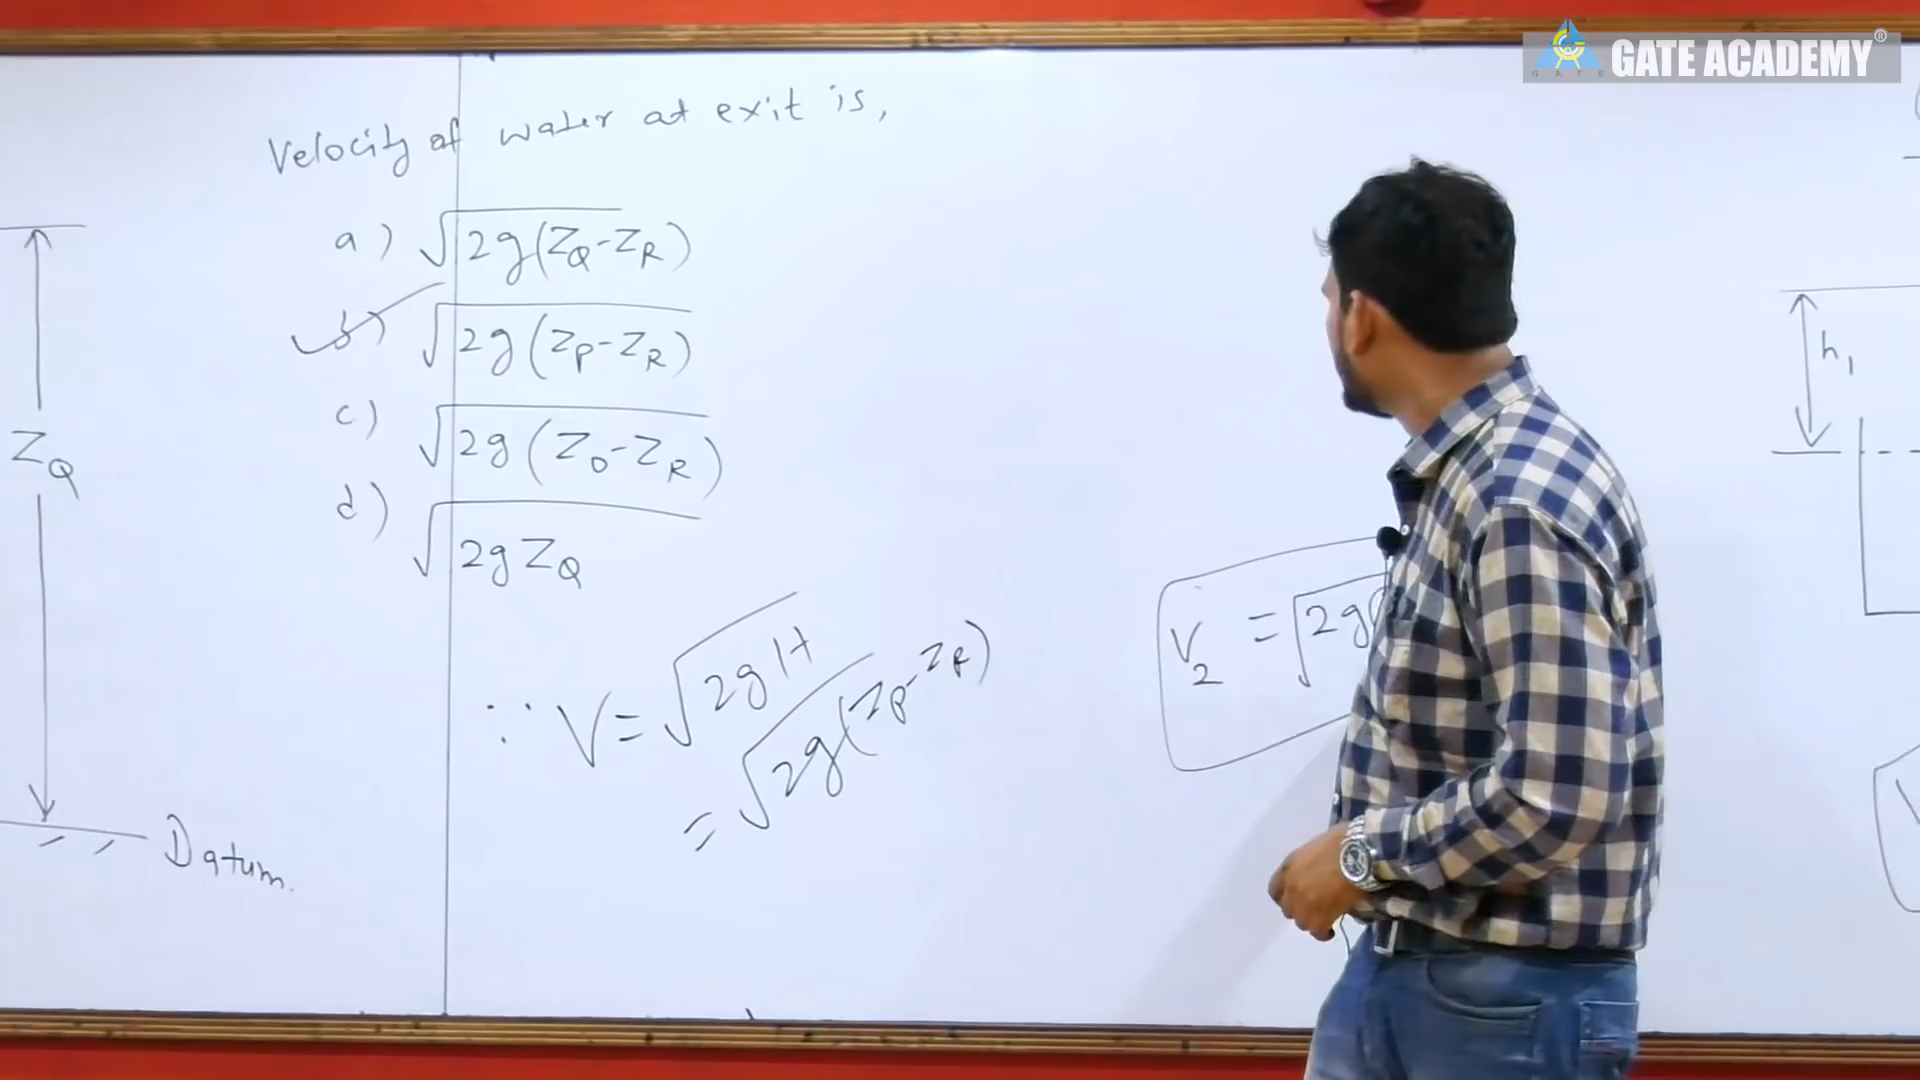 GATE ACADEMY®
GATE
Velocity of water at exit is,
a) √2g(Z_Q-Z_R)
b) √2g(Z_P-Z_R)
c) √2g(Z_O-Z_R)
d) √2gZ_Q
Z_Q
Datum.
∵ V = √2gH
= √2g(Z_P-Z_R)
V_2 = √2g(
h_1